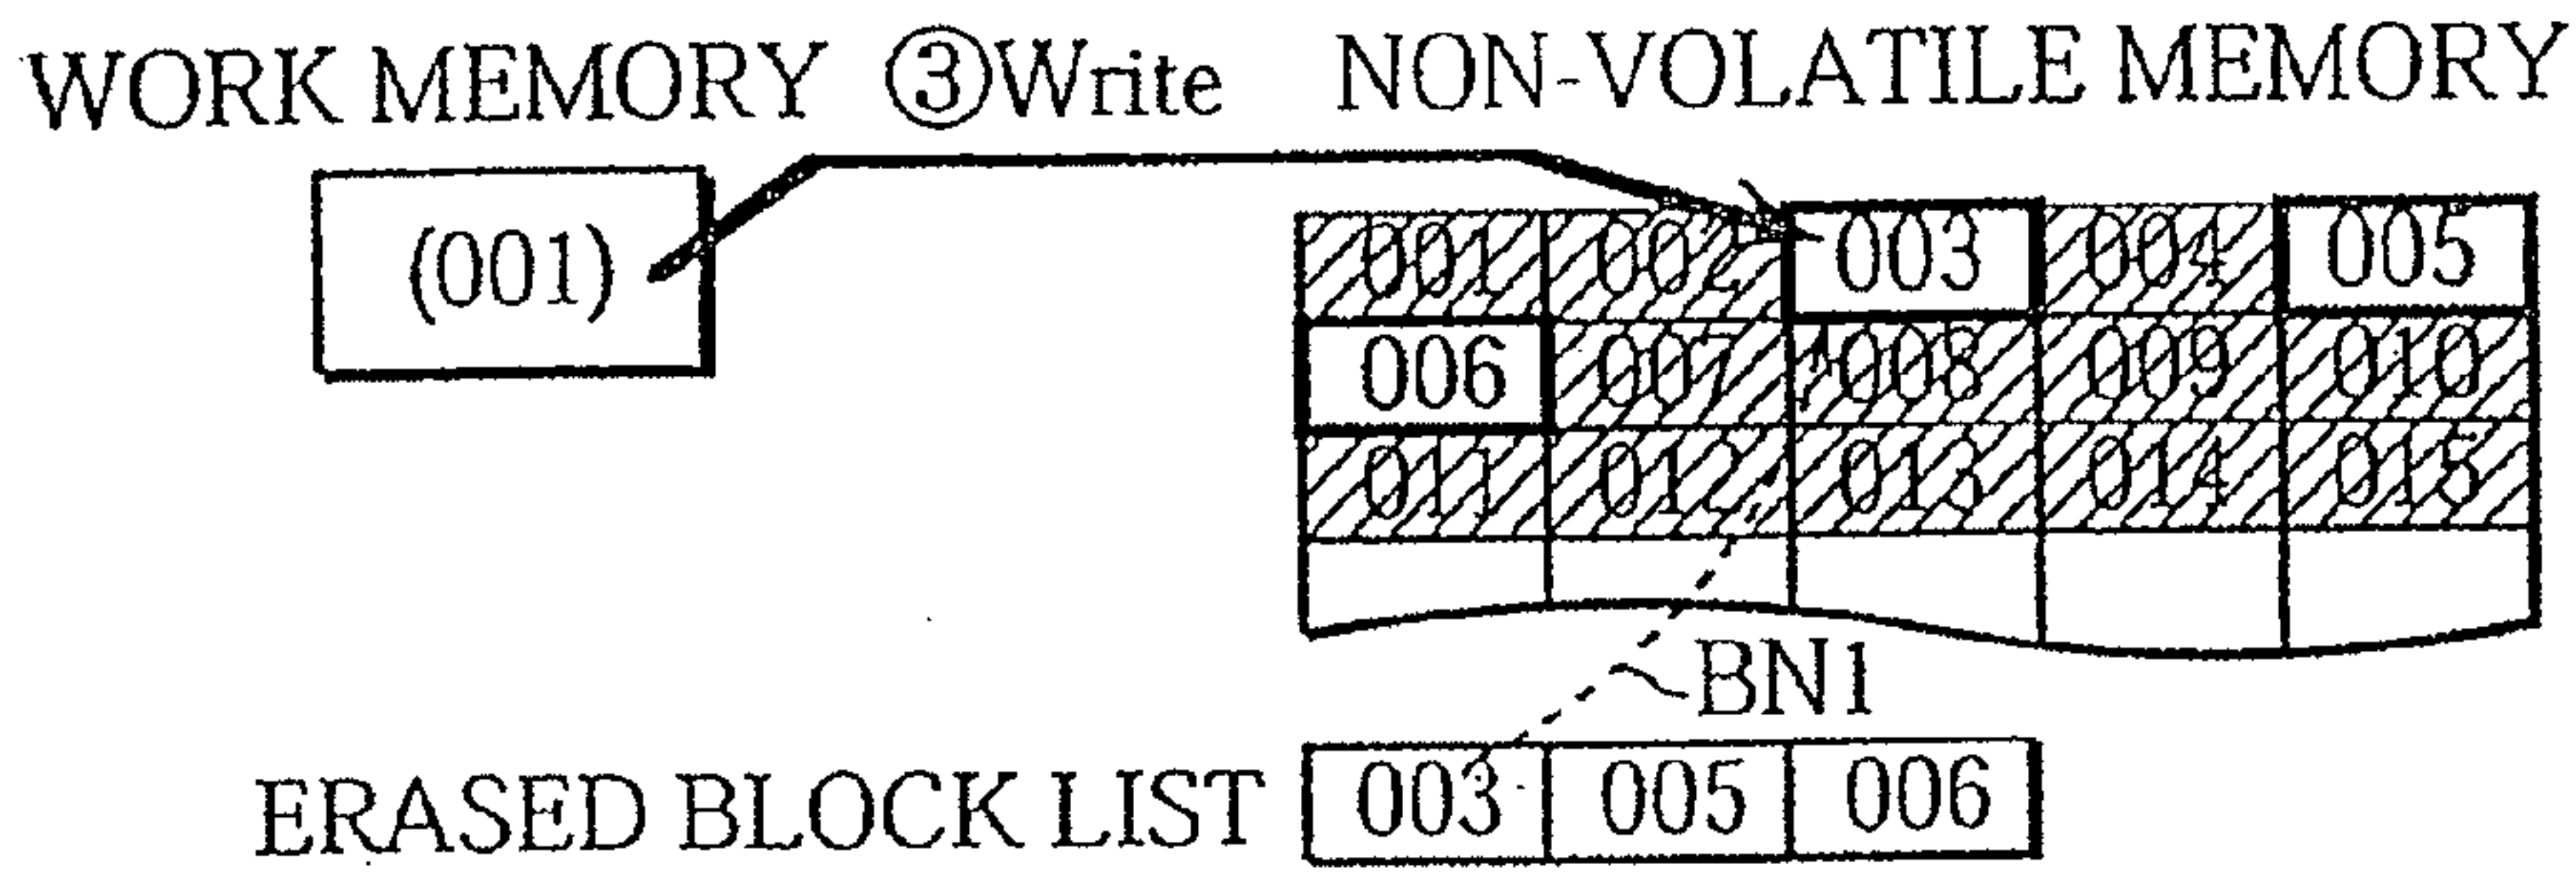 WORK MEMORY ③Write NON-VOLATILE MEMORY
(001)
001 002 003 004 005
006 007 008 009 010
011 012 013 014 015
BN1
ERASED BLOCK LIST 003 005 006